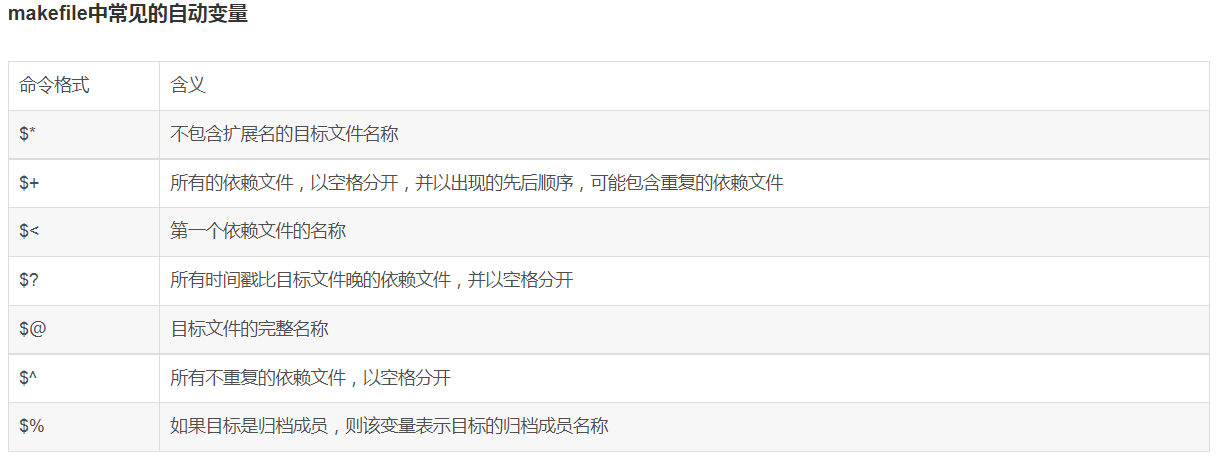 makefile中常见的自动变量
命令格式 含义
$* 不包含扩展名的目标文件名称
$+ 所有的依赖文件，以空格分开，并以出现的先后顺序，可能包含重复的依赖文件
$< 第一个依赖文件的名称
$? 所有时间戳比目标文件晚的依赖文件，并以空格分开
$@ 目标文件的完整名称
$^ 所有不重复的依赖文件，以空格分开
$% 如果目标是归档成员，则该变量表示目标的归档成员名称